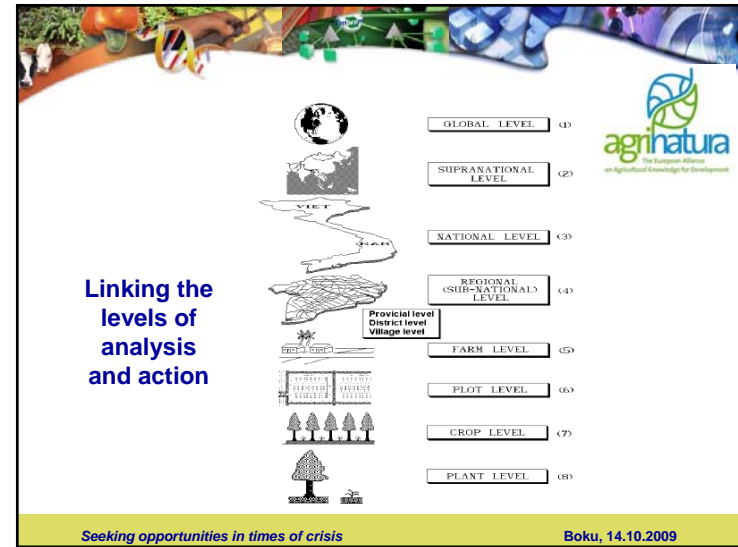 GLOBAL LEVEL (1)
agrinatura
The European Alliance
on Agricultural Knowledge for Development
SUPRANATIONAL
LEVEL (2)
VIET
NAM
NATIONAL LEVEL (3)
REGIONAL
(SUB-NATIONAL)
LEVEL (4)
Linking the
levels of
analysis
and action
Provicial level
District level
Village level
FARM LEVEL (5)
PLOT LEVEL (6)
CROP LEVEL (7)
PLANT LEVEL (8)
Seeking opportunities in times of crisis
Boku, 14.10.2009